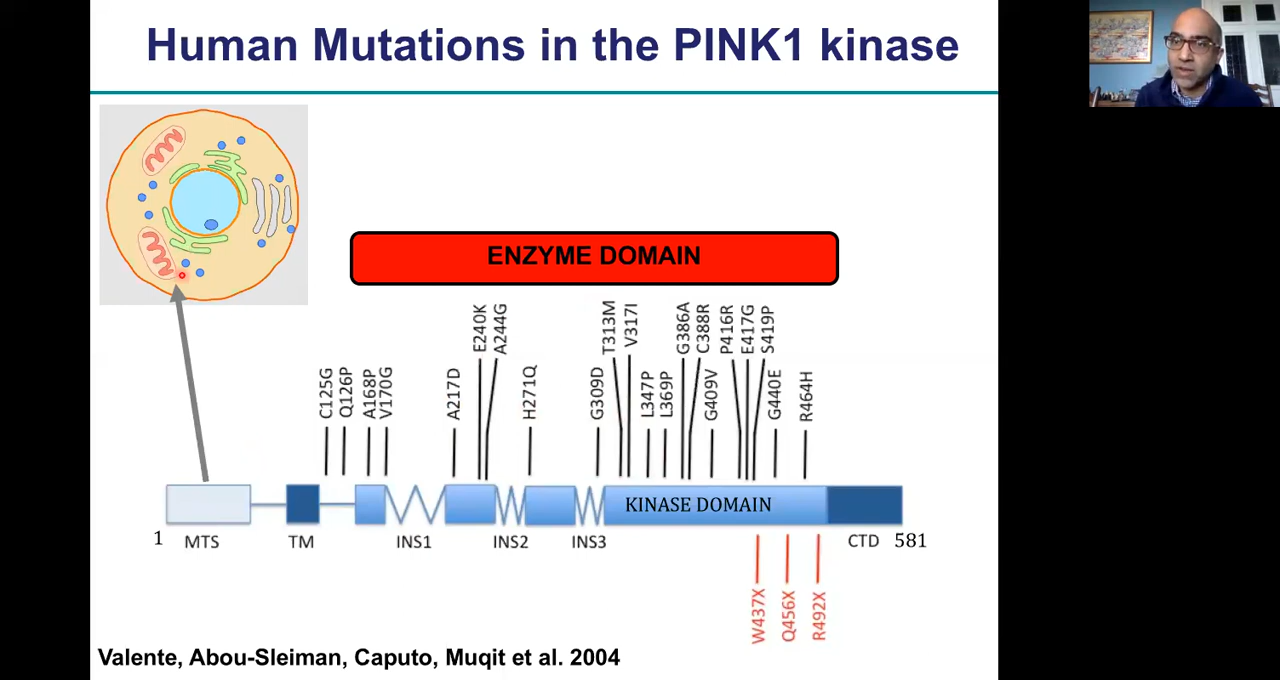 Human Mutations in the PINK1 kinase
ENZYME DOMAIN
E240K
A244G
T313M
V317I
G386A
C388R
P416R
E417G
S419P
C125G
Q126P
A168P
V170G
A217D
H271Q
G309D
L347P
L369P
G409V
G440E
R464H
KINASE DOMAIN
1 MTS TM INS1 INS2 INS3 CTD 581
W437X
Q456X
R492X
Valente, Abou-Sleiman, Caputo, Muqit et al. 2004